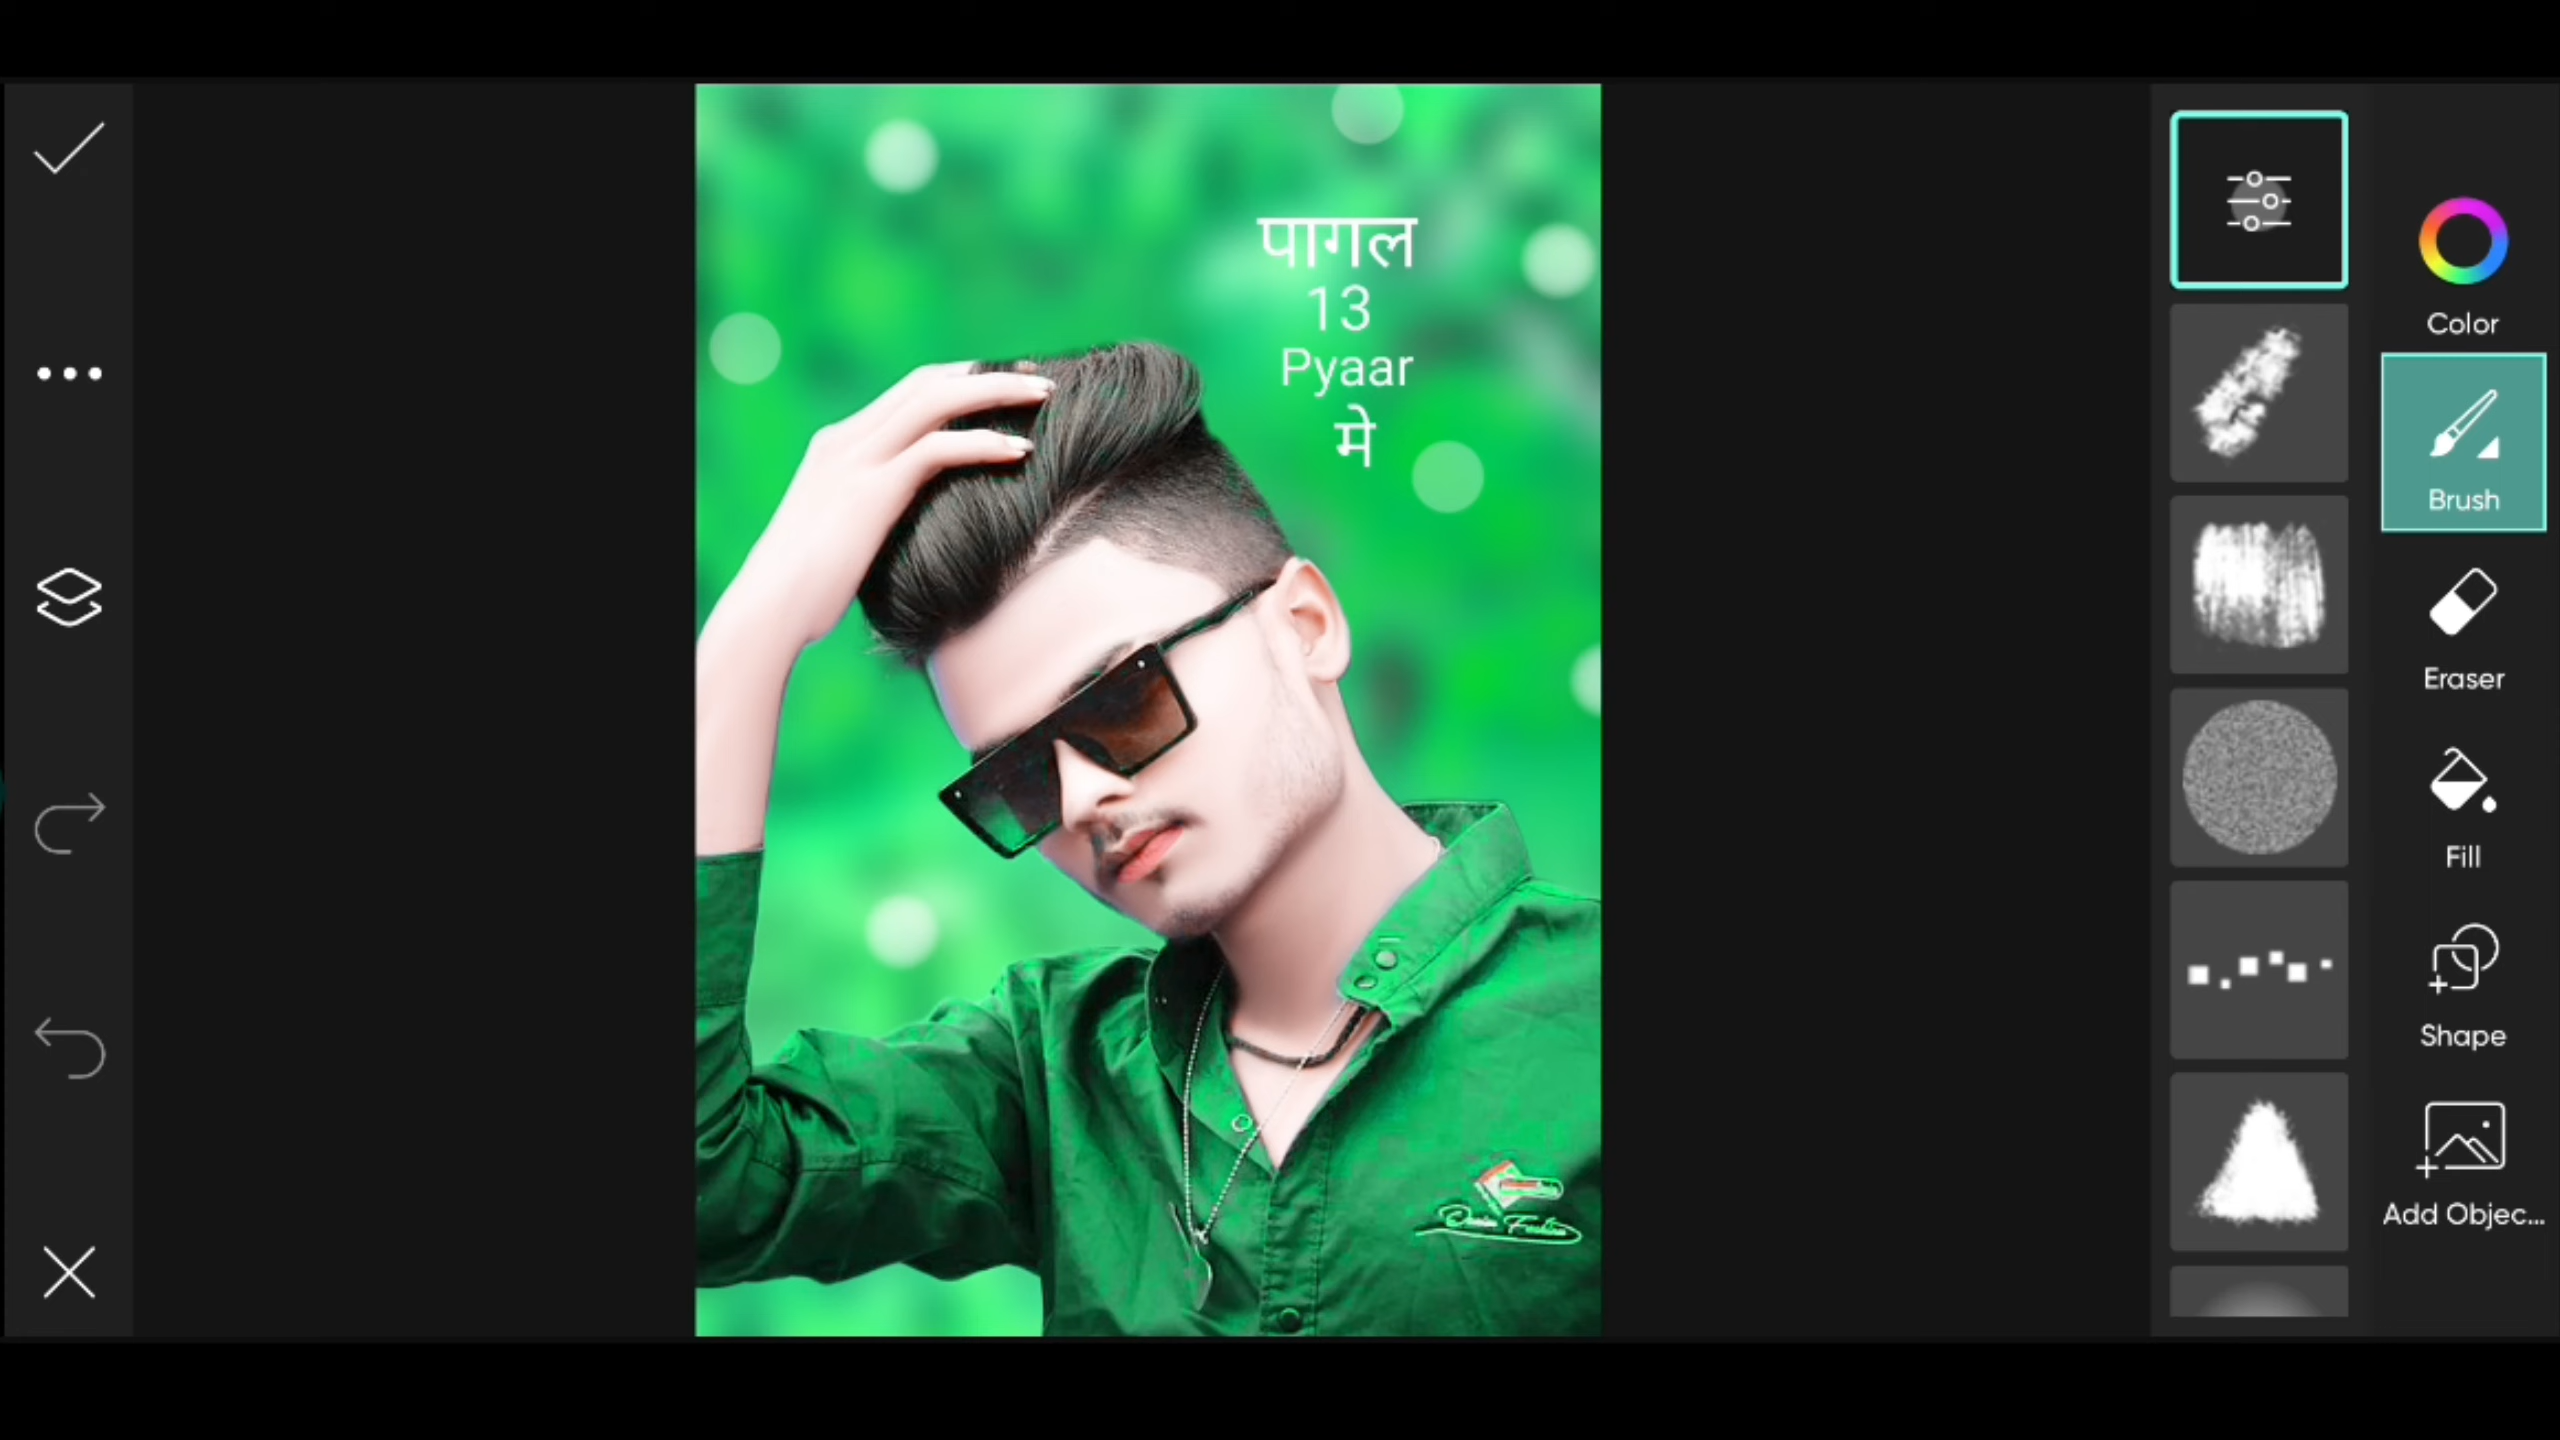 पागल
13
Pyaar
मे
Color
Brush
Eraser
Fill
Shape
Add Objec...